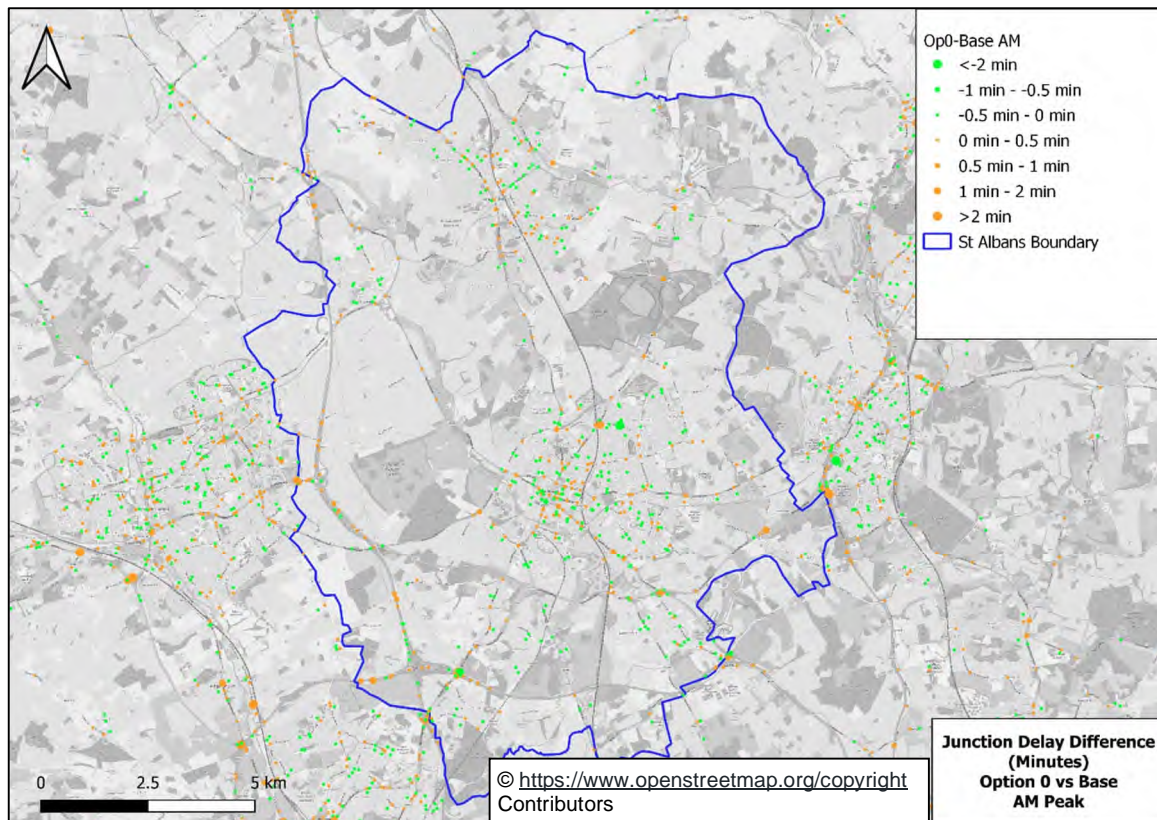 Op0-Base AM
<-2 min
-1 min - -0.5 min
-0.5 min - 0 min
0 min - 0.5 min
0.5 min - 1 min
1 min - 2 min
>2 min
St Albans Boundary
0 2.5 5 km
© https://www.openstreetmap.org/copyright
Contributors
Junction Delay Difference
(Minutes)
Option 0 vs Base
AM Peak